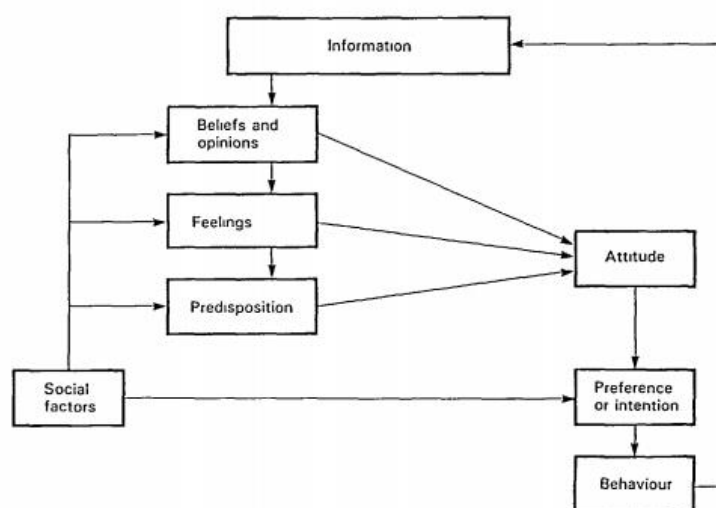 Information
Beliefs and
opinions
Feelings
Attitude
Predisposition
Social
factors
Preference
or intention
Behaviour